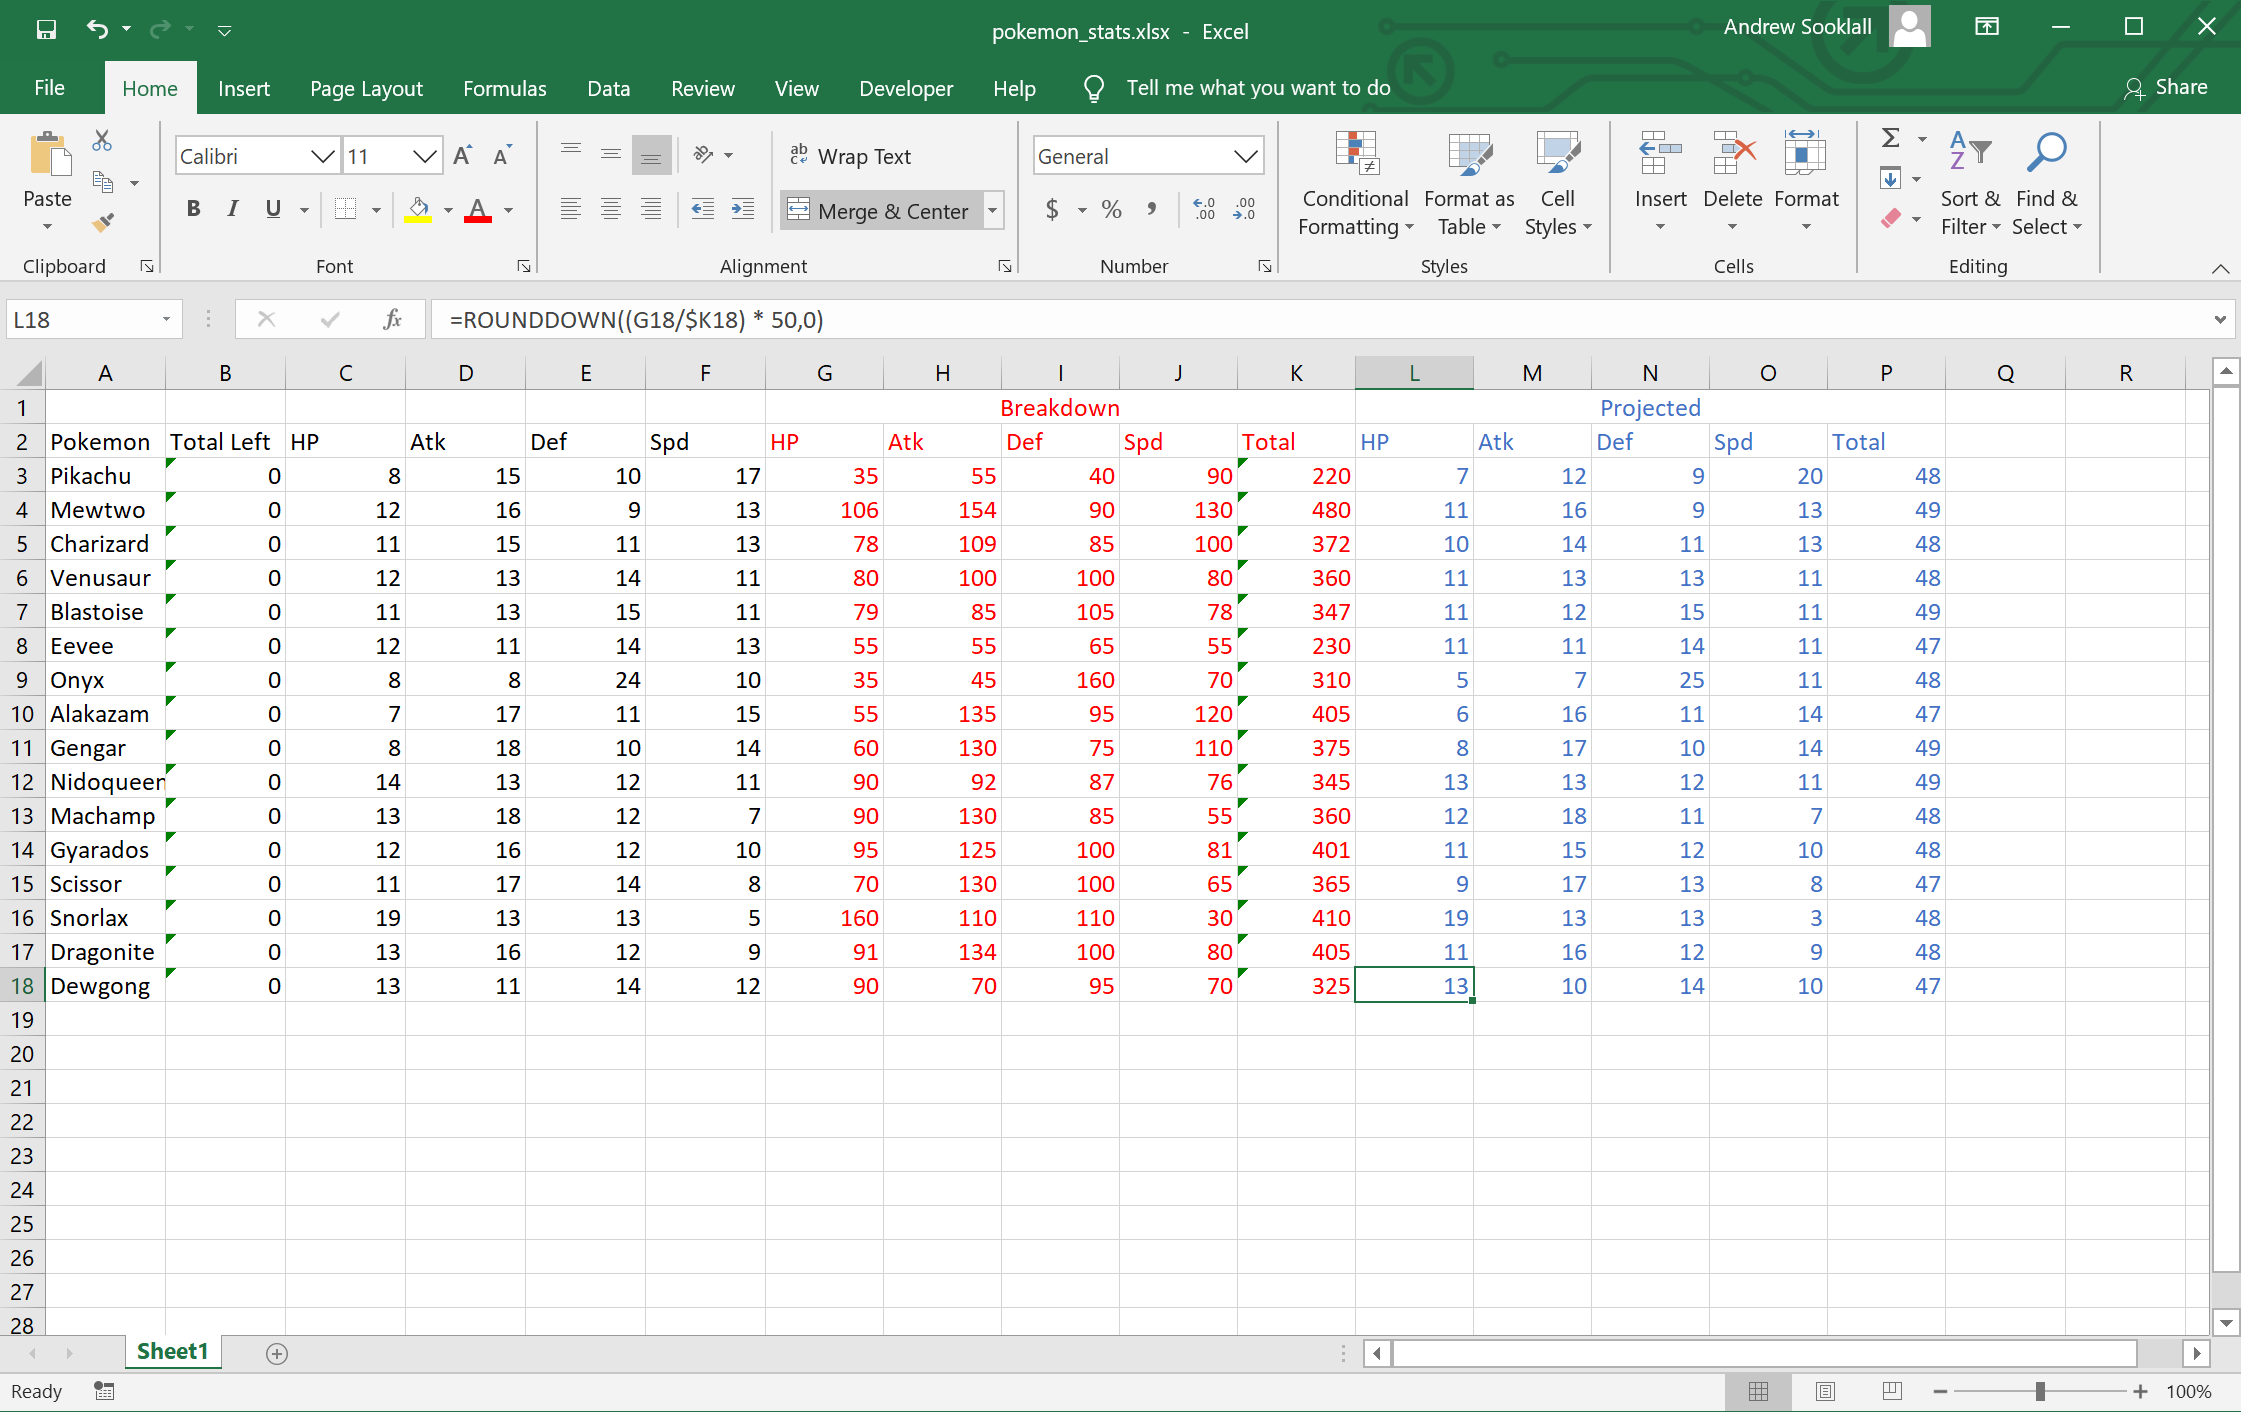 pokemon_stats.xlsx - Excel
Andrew Sooklall
File Home Insert Page Layout Formulas Data Review View Developer Help Tell me what you want to do Share
Paste
Clipboard
Calibri 11 A A
B I U A
Font
ab c Wrap Text
Merge & Center
Alignment
General
$ % , .0 .00 .00 .0
Number
Conditional Formatting
Format as Table
Cell Styles
Styles
Insert Delete Format
Cells
Σ
A Z
Sort & Filter
Find & Select
Editing
L18 fx =ROUNDDOWN((G18/$K18) * 50,0)
A B C D E F G H I J K L M N O P Q R
1 Breakdown Projected
2 Pokemon Total Left HP Atk Def Spd HP Atk Def Spd Total HP Atk Def Spd Total
3 Pikachu 0 8 15 10 17 35 55 40 90 220 7 12 9 20 48
4 Mewtwo 0 12 16 9 13 106 154 90 130 480 11 16 9 13 49
5 Charizard 0 11 15 11 13 78 109 85 100 372 10 14 11 13 48
6 Venusaur 0 12 13 14 11 80 100 100 80 360 11 13 13 11 48
7 Blastoise 0 11 13 15 11 79 85 105 78 347 11 12 15 11 49
8 Eevee 0 12 11 14 13 55 55 65 55 230 11 11 14 11 47
9 Onyx 0 8 8 24 10 35 45 160 70 310 5 7 25 11 48
10 Alakazam 0 7 17 11 15 55 135 95 120 405 6 16 11 14 47
11 Gengar 0 8 18 10 14 60 130 75 110 375 8 17 10 14 49
12 Nidoqueen 0 14 13 12 11 90 92 87 76 345 13 13 12 11 49
13 Machamp 0 13 18 12 7 90 130 85 55 360 12 18 11 7 48
14 Gyarados 0 12 16 12 10 95 125 100 81 401 11 15 12 10 48
15 Scissor 0 11 17 14 8 70 130 100 65 365 9 17 13 8 47
16 Snorlax 0 19 13 13 5 160 110 110 30 410 19 13 13 3 48
17 Dragonite 0 13 16 12 9 91 134 100 80 405 11 16 12 9 48
18 Dewgong 0 13 11 14 12 90 70 95 70 325 13 10 14 10 47
19
20
21
22
23
24
25
26
27
28
Sheet1
Ready 100%